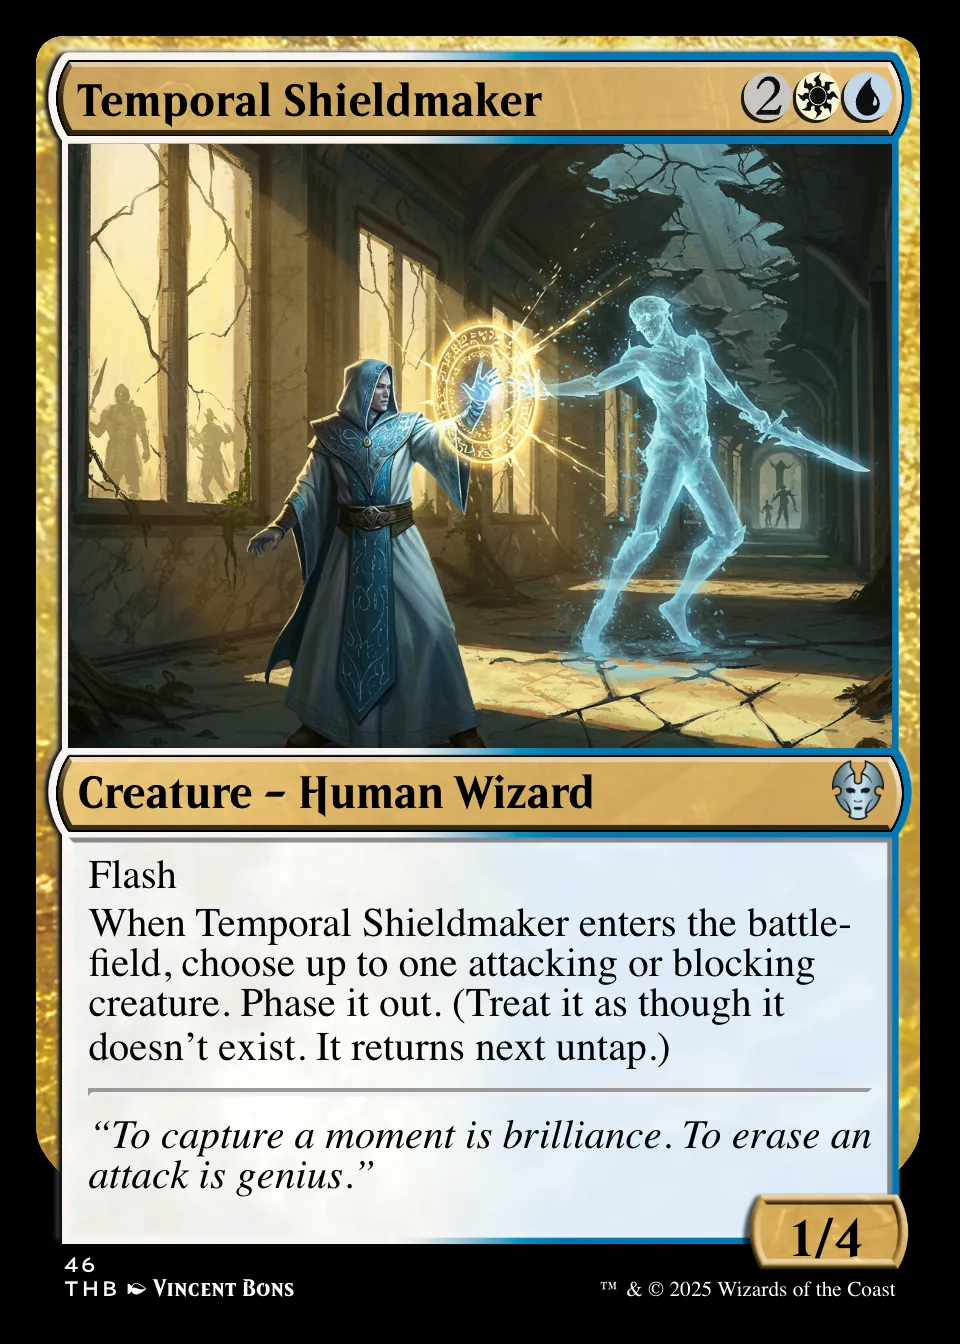 Temporal Shieldmaker 2
Creature – Human Wizard
Flash
When Temporal Shieldmaker enters the battle-
field, choose up to one attacking or blocking
creature. Phase it out. (Treat it as though it
doesn’t exist. It returns next untap.)
“To capture a moment is brilliance. To erase an
attack is genius.”
1/4
46
THB Vincent Bons
™ & © 2025 Wizards of the Coast